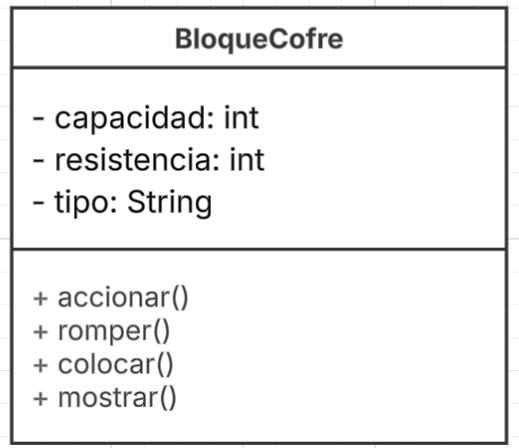 BloqueCofre
- capacidad: int
- resistencia: int
- tipo: String
+ accionar()
+ romper()
+ colocar()
+ mostrar()